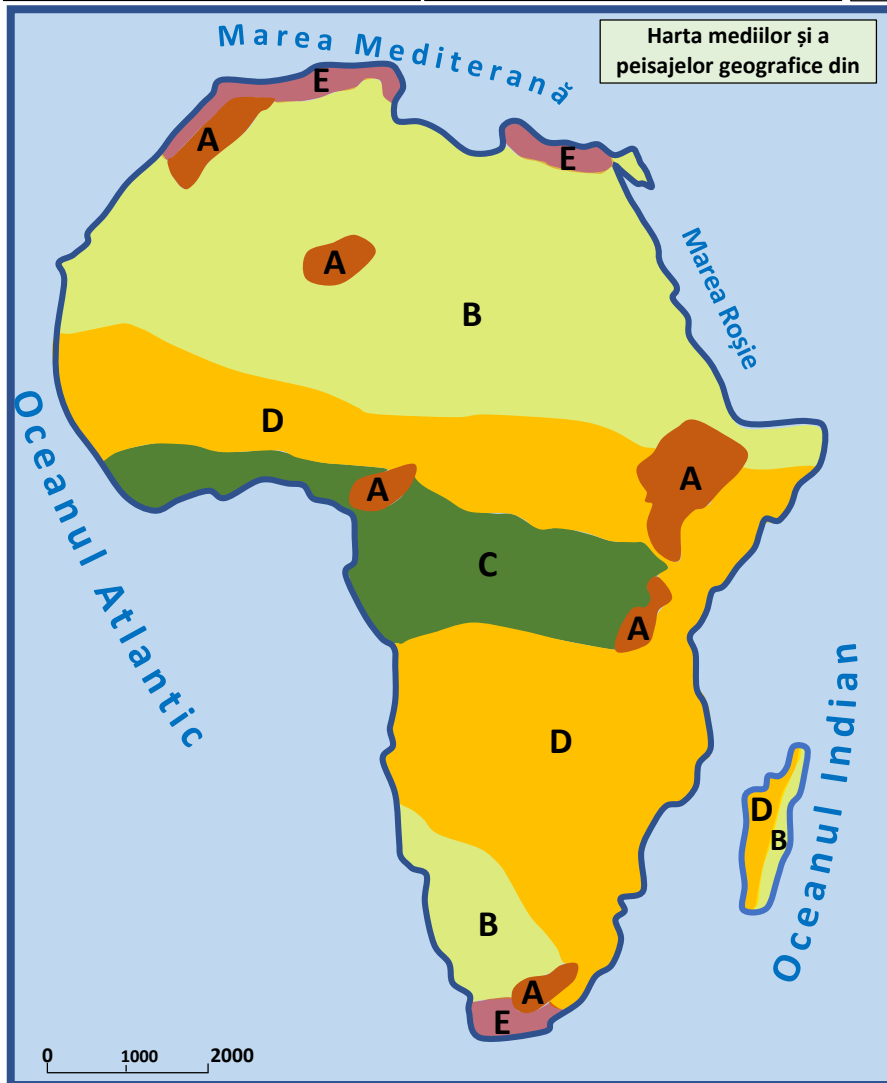 Harta mediilor și a
peisajelor geografice din
Marea Mediterană
E
A
E
A
Marea Roșie
B
D
A
A
Oceanul Atlantic
C
A
D
Oceanul Indian
D
B
B
A
E
0 1000 2000